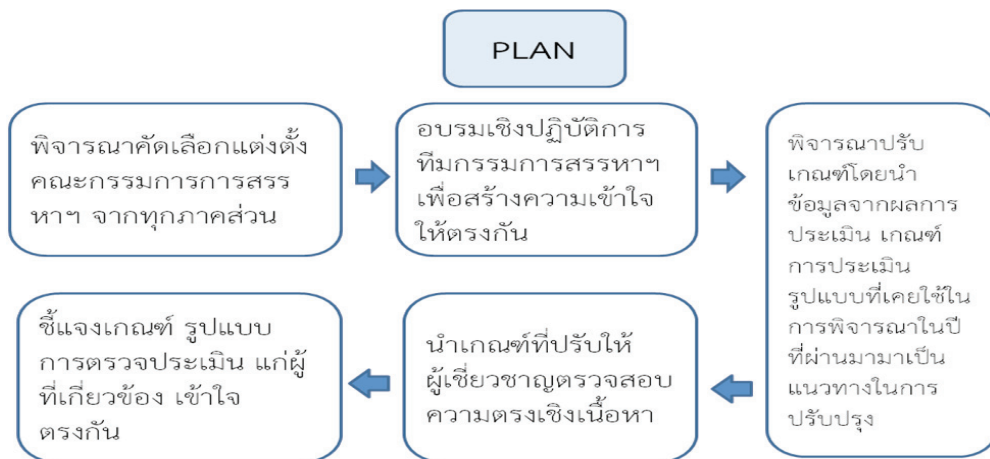 PLAN
พิจารณาคัดเลือกแต่งตั้ง
คณะกรรมการการสรร
หาฯ จากทุกภาคส่วน
อบรมเชิงปฏิบัติการ
ทีมกรรมการสรรหาฯ
เพื่อสร้างความเข้าใจ
ให้ตรงกัน
พิจารณาปรับ
เกณฑ์โดยนำ
ข้อมูลจากผลการ
ประเมิน เกณฑ์
การประเมิน
รูปแบบที่เคยใช้ใน
การพิจารณาในปี
ที่ผ่านมามาเป็น
แนวทางในการ
ปรับปรุง
นำเกณฑ์ที่ปรับให้
ผู้เชี่ยวชาญตรวจสอบ
ความตรงเชิงเนื้อหา
ชี้แจงเกณฑ์ รูปแบบ
การตรวจประเมิน แก่ผู้
ที่เกี่ยวข้อง เข้าใจ
ตรงกัน